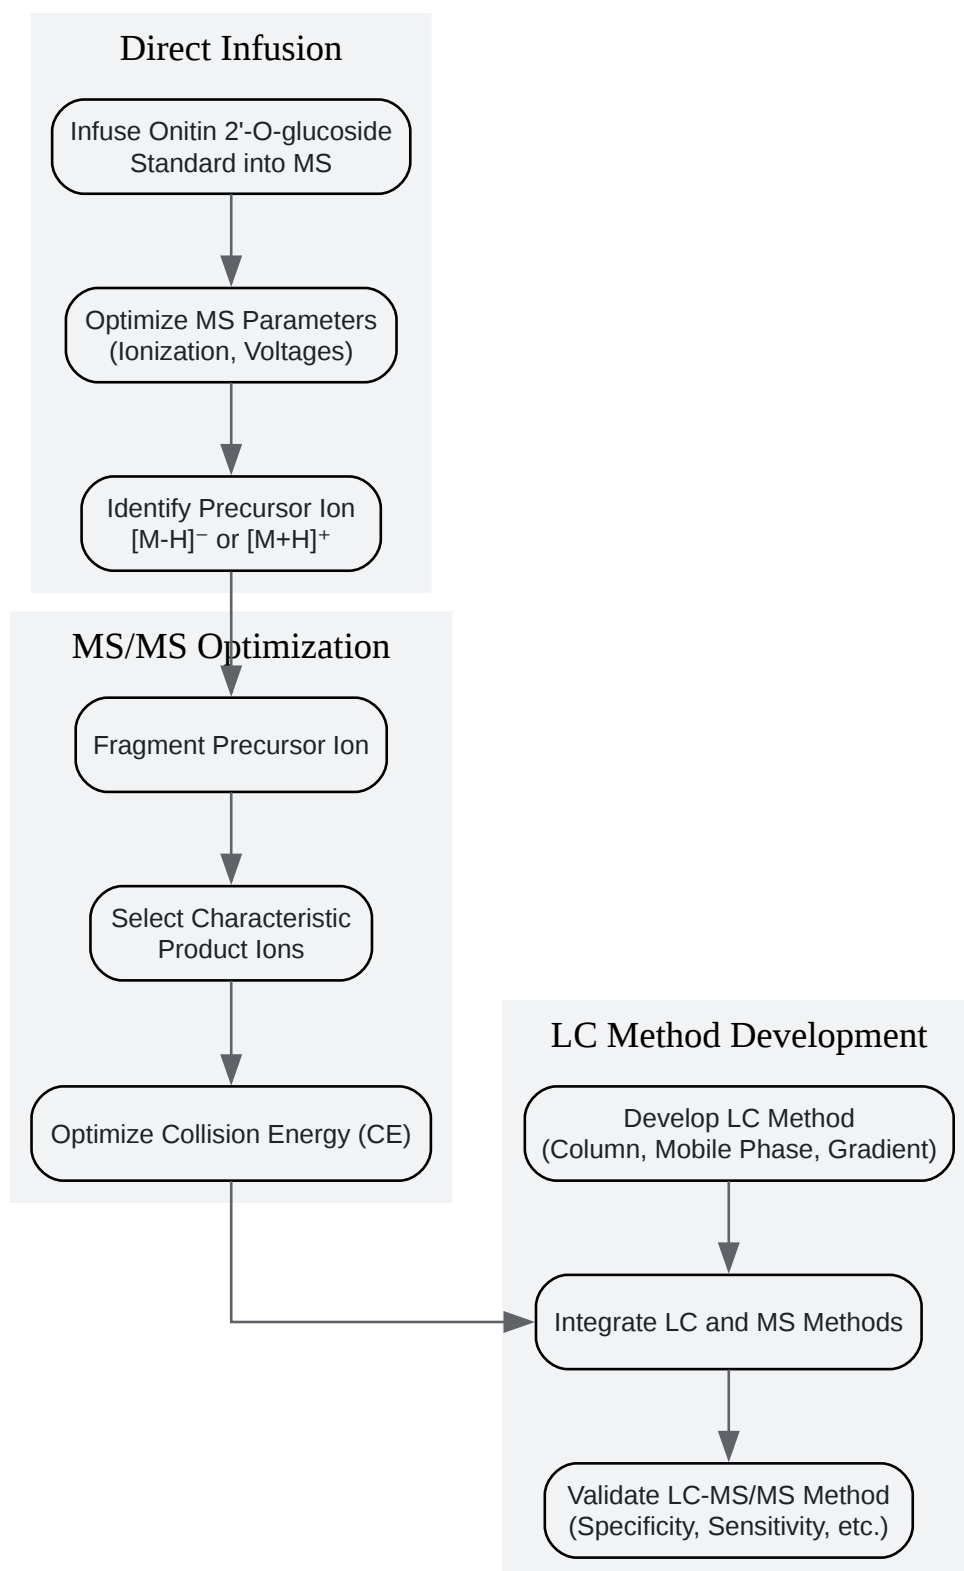 Direct Infusion
Infuse Onitin 2'-O-glucoside
Standard into MS
Optimize MS Parameters
(Ionization, Voltages)
Identify Precursor Ion
[M-H]⁻ or [M+H]⁺
MS/MS Optimization
Fragment Precursor Ion
Select Characteristic
Product Ions
Optimize Collision Energy (CE)
LC Method Development
Develop LC Method
(Column, Mobile Phase, Gradient)
Integrate LC and MS Methods
Validate LC-MS/MS Method
(Specificity, Sensitivity, etc.)